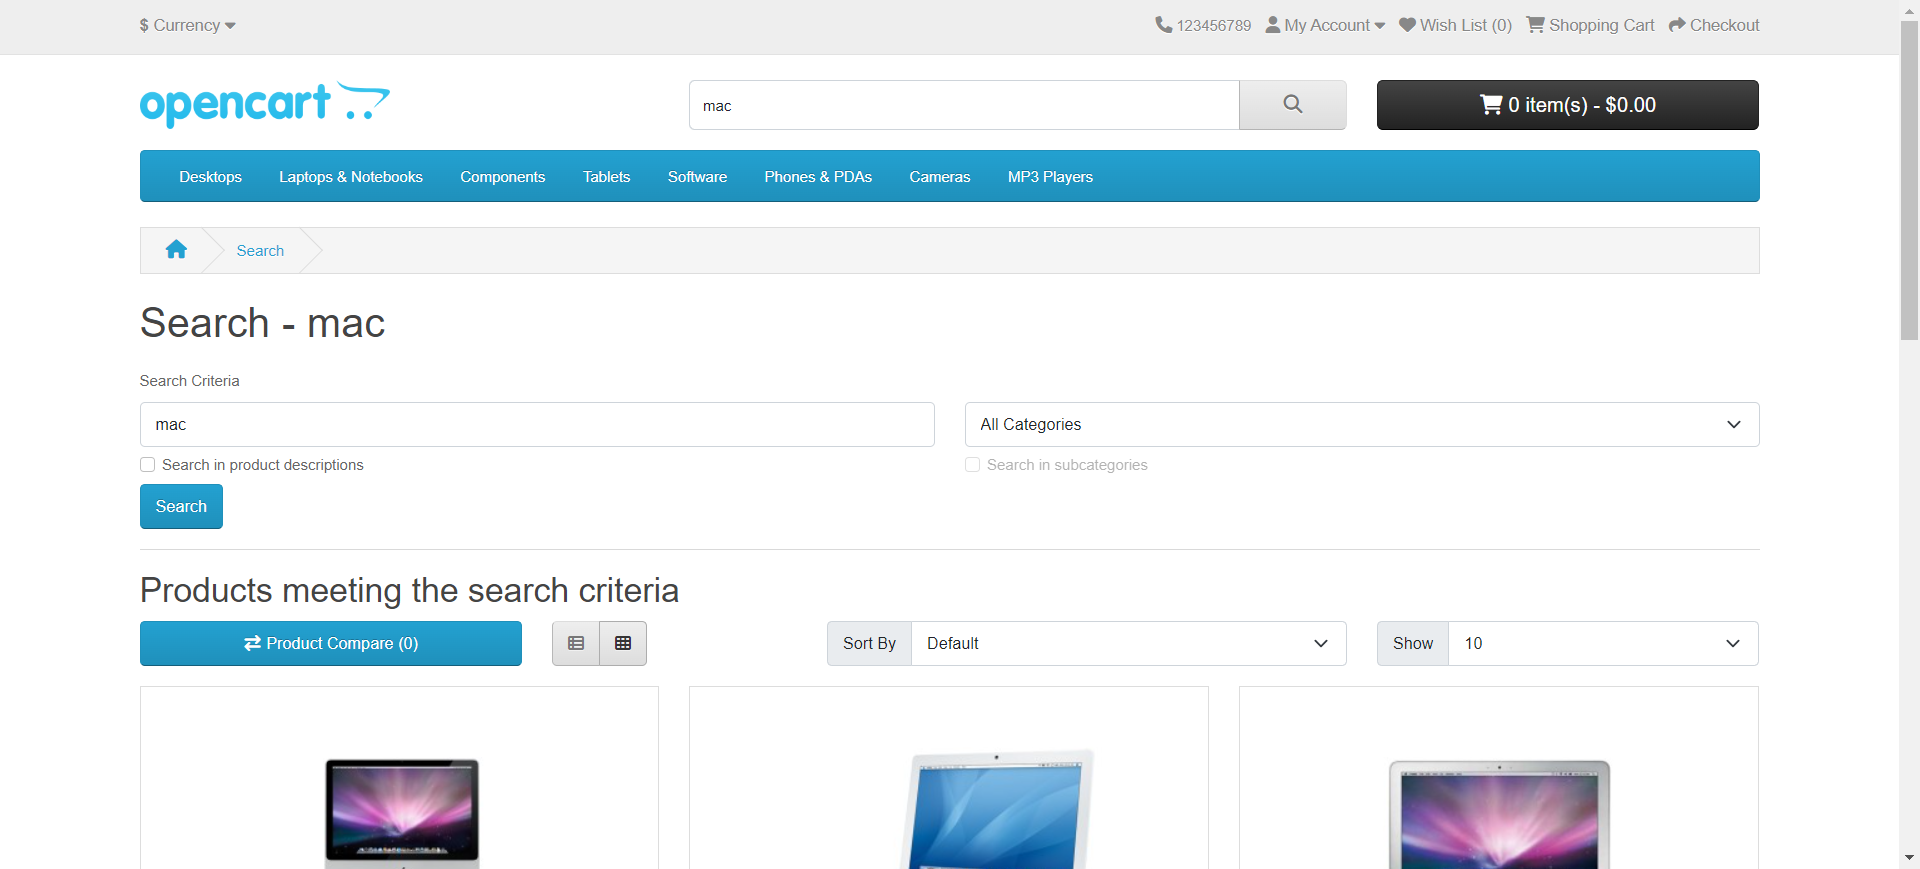 $ Currency
123456789 My Account Wish List (0) Shopping Cart Checkout
opencart
mac
0 item(s) - $0.00
Desktops Laptops & Notebooks Components Tablets Software Phones & PDAs Cameras MP3 Players
Search
Search - mac
Search Criteria
mac
All Categories
Search in product descriptions
Search in subcategories
Search
Products meeting the search criteria
Product Compare (0)
Sort By Default
Show 10